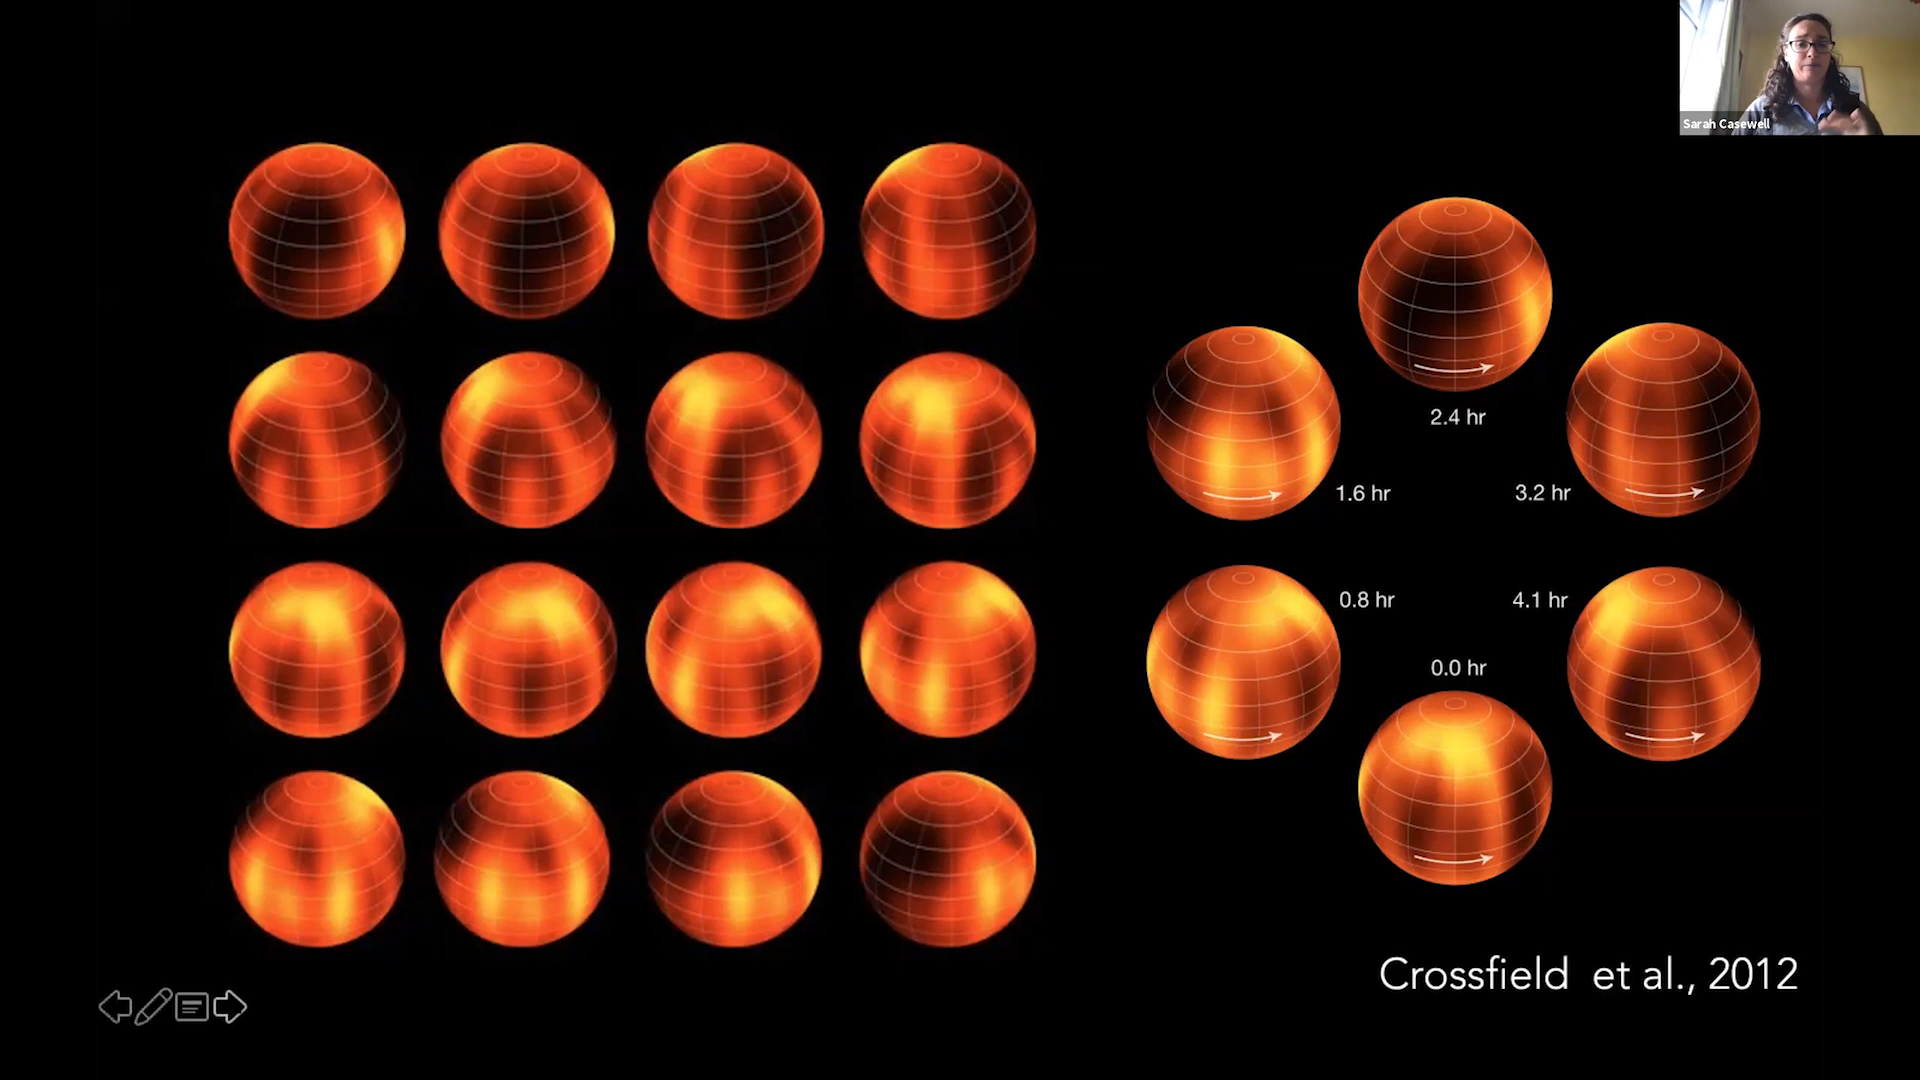 Sarah Casewell
2.4 hr
1.6 hr
3.2 hr
0.8 hr
4.1 hr
0.0 hr
Crossfield et al., 2012